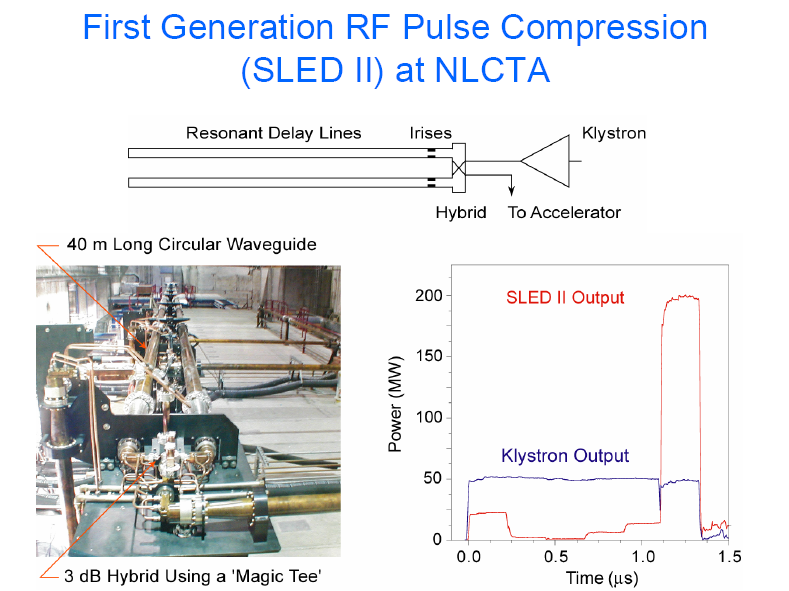 First Generation RF Pulse Compression
(SLED II) at NLCTA
Resonant Delay Lines
Irises
Klystron
Hybrid
To Accelerator
40 m Long Circular Waveguide
3 dB Hybrid Using a 'Magic Tee'
SLED II Output
Klystron Output
Power (MW)
200
150
100
50
0
0.0
0.5
1.0
1.5
Time (μs)